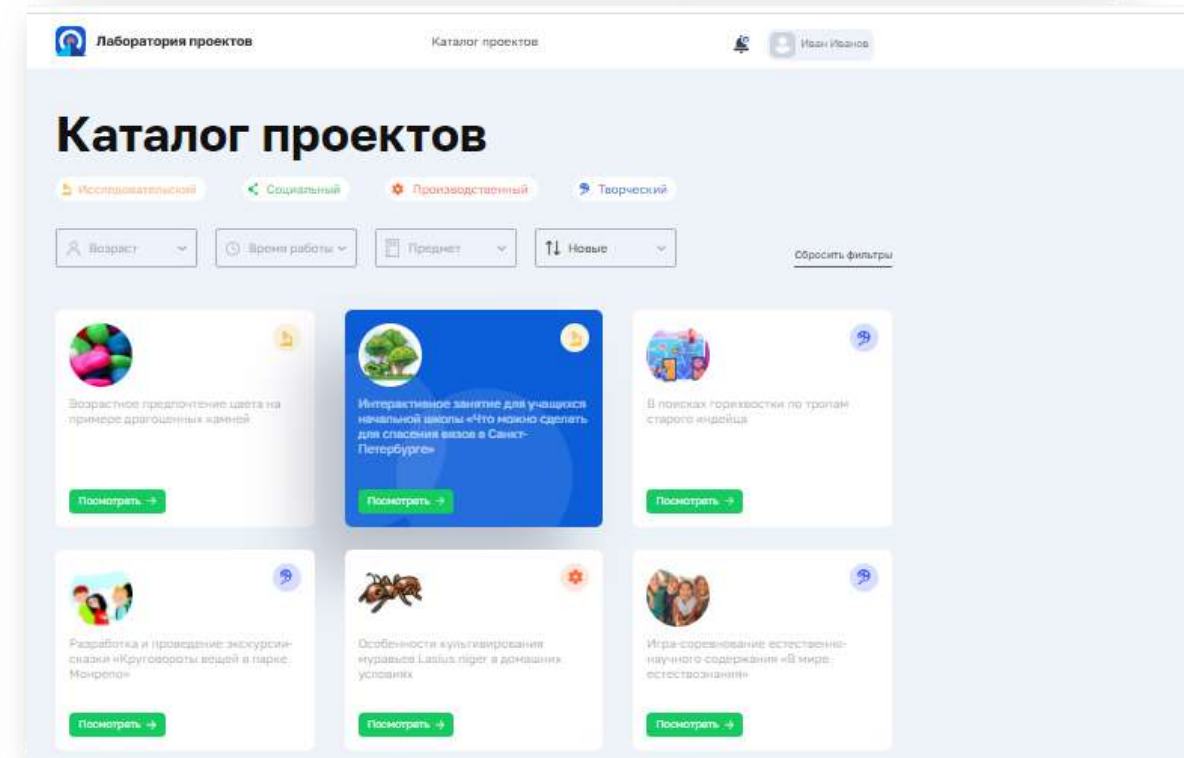 Лаборатория проектов
Каталог проектов
Иван Иванов
Каталог проектов
Исследовательский
Социальный
Производственный
Творческий
Возраст
Время работы
Предмет
Новые
Сбросить фильтры
Возрастное предпочтение цвета на
примере драгоценных камней
Посмотреть →
Интерактивное занятие для учащихся
начальной школы «Что можно сделать
для спасения вязов в Санкт-
Петербурге»
Посмотреть →
В поисках горихвостки по тропам
старого индейца
Посмотреть →
Разработка и проведение экскурсии-
сказки «Круговороты вещей в парке
Монрепо»
Посмотреть →
Особенности культивирования
муравьев Lasius niger в домашних
условиях
Посмотреть →
Игра-соревнование естественно-
научного содержания «В мире
естествознания»
Посмотреть →